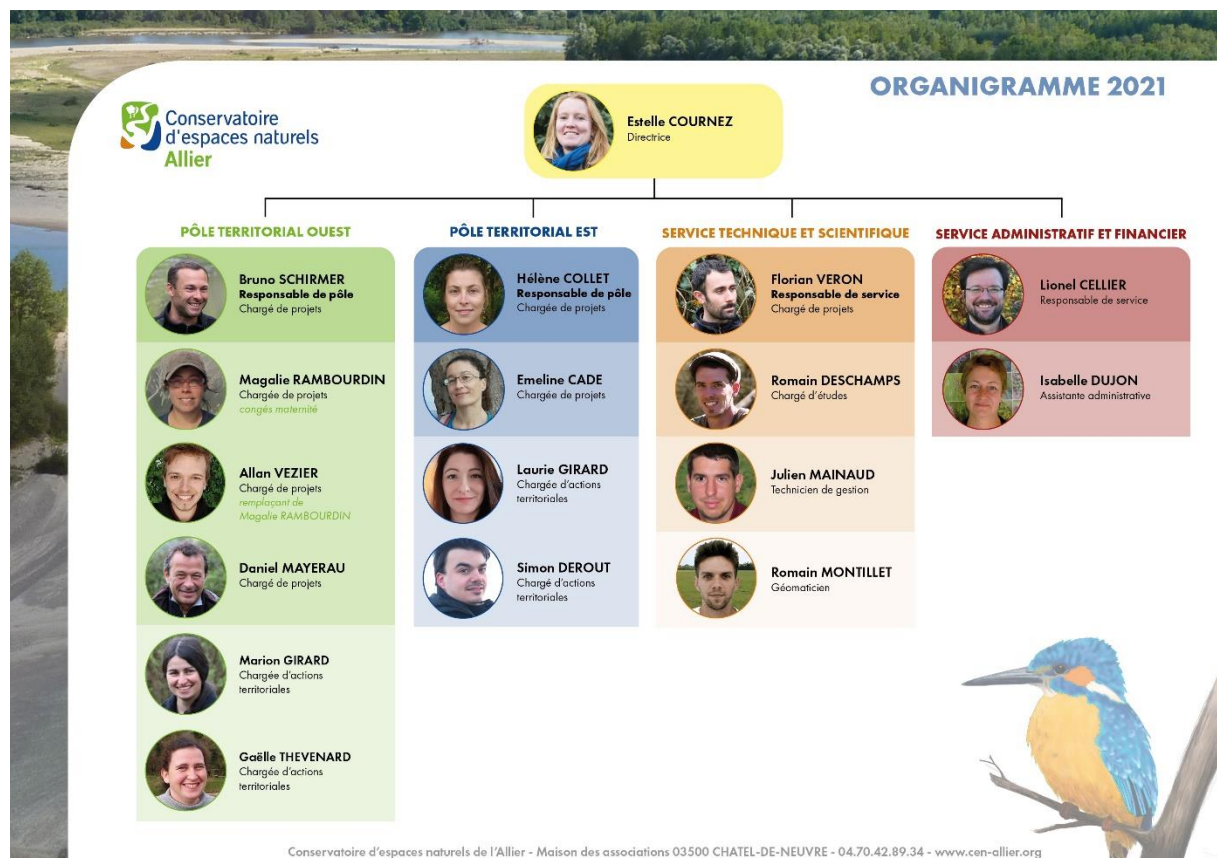 ORGANIGRAMME 2021
Conservatoire
d'espaces naturels
Allier
Estelle COURNEZ
Directrice
PÔLE TERRITORIAL OUEST
Bruno SCHIRMER
Responsable de pôle
Chargé de projets
Magalie RAMBOURDIN
Chargée de projets
congés maternité
Allan VEZIER
Chargé de projets
remplaçant de
Magalie RAMBOURDIN
Daniel MAYERAU
Chargé de projets
Marion GIRARD
Chargée d'actions
territoriales
Gaëlle THEVENARD
Chargée d'actions
territoriales
PÔLE TERRITORIAL EST
Hélène COLLET
Responsable de pôle
Chargée de projets
Emeline CADE
Chargée de projets
Laurie GIRARD
Chargée d'actions
territoriales
Simon DEROUT
Chargé d'actions
territoriales
SERVICE TECHNIQUE ET SCIENTIFIQUE
Florian VERON
Responsable de service
Chargé de projets
Romain DESCHAMPS
Chargé d'études
Julien MAINAUD
Technicien de gestion
Romain MONTILLET
Géomaticien
SERVICE ADMINISTRATIF ET FINANCIER
Lionel CELLIER
Responsable de service
Isabelle DUJON
Assistante administrative
Conservatoire d'espaces naturels de l'Allier - Maison des associations 03500 CHATEL-DE-NEUVRE - 04.70.42.89.34 - www.cen-allier.org